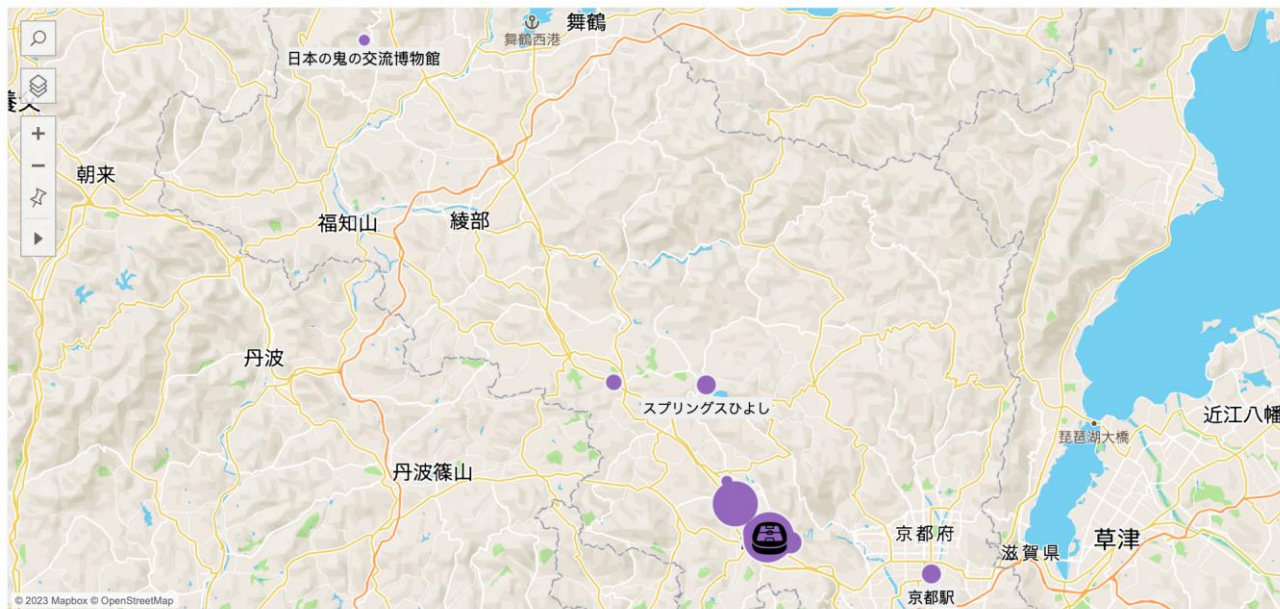 舞鶴
舞鶴西港
日本の鬼の交流博物館
朝来
福知山
綾部
丹波
スプリングスひよし
近江八幡
琵琶湖大橋
丹波篠山
京都府
草津
滋賀県
京都駅
© 2023 Mapbox © OpenStreetMap